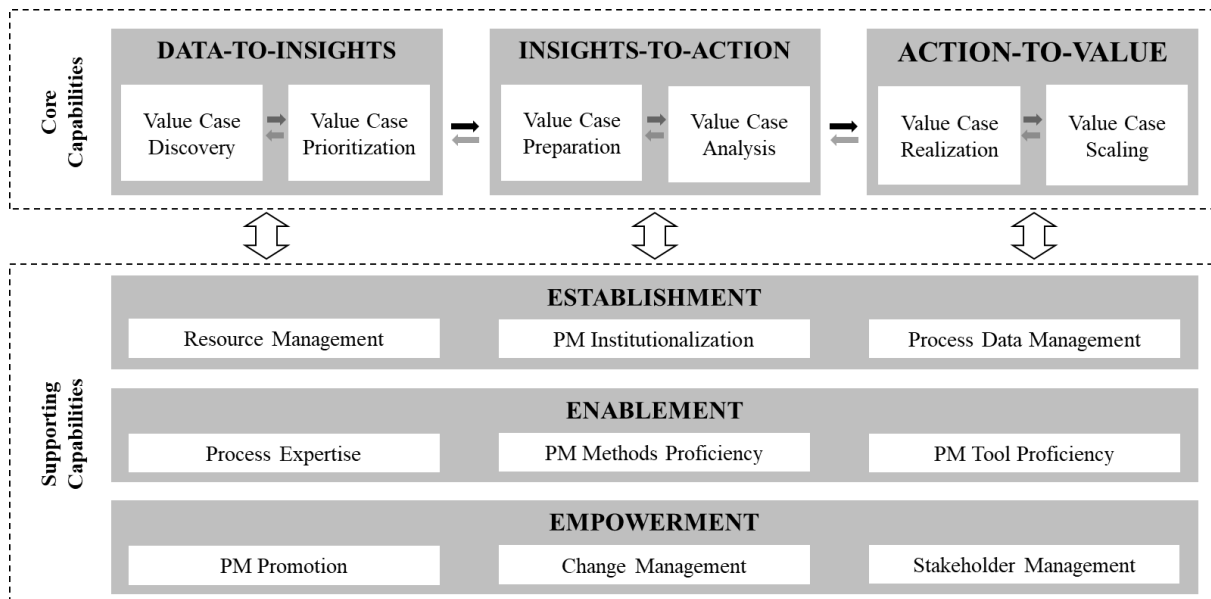 Core
Capabilities
DATA-TO-INSIGHTS
Value Case
Discovery
Value Case
Prioritization
INSIGHTS-TO-ACTION
Value Case
Preparation
Value Case
Analysis
ACTION-TO-VALUE
Value Case
Realization
Value Case
Scaling
Supporting
Capabilities
ESTABLISHMENT
Resource Management
PM Institutionalization
Process Data Management
ENABLEMENT
Process Expertise
PM Methods Proficiency
PM Tool Proficiency
EMPOWERMENT
PM Promotion
Change Management
Stakeholder Management